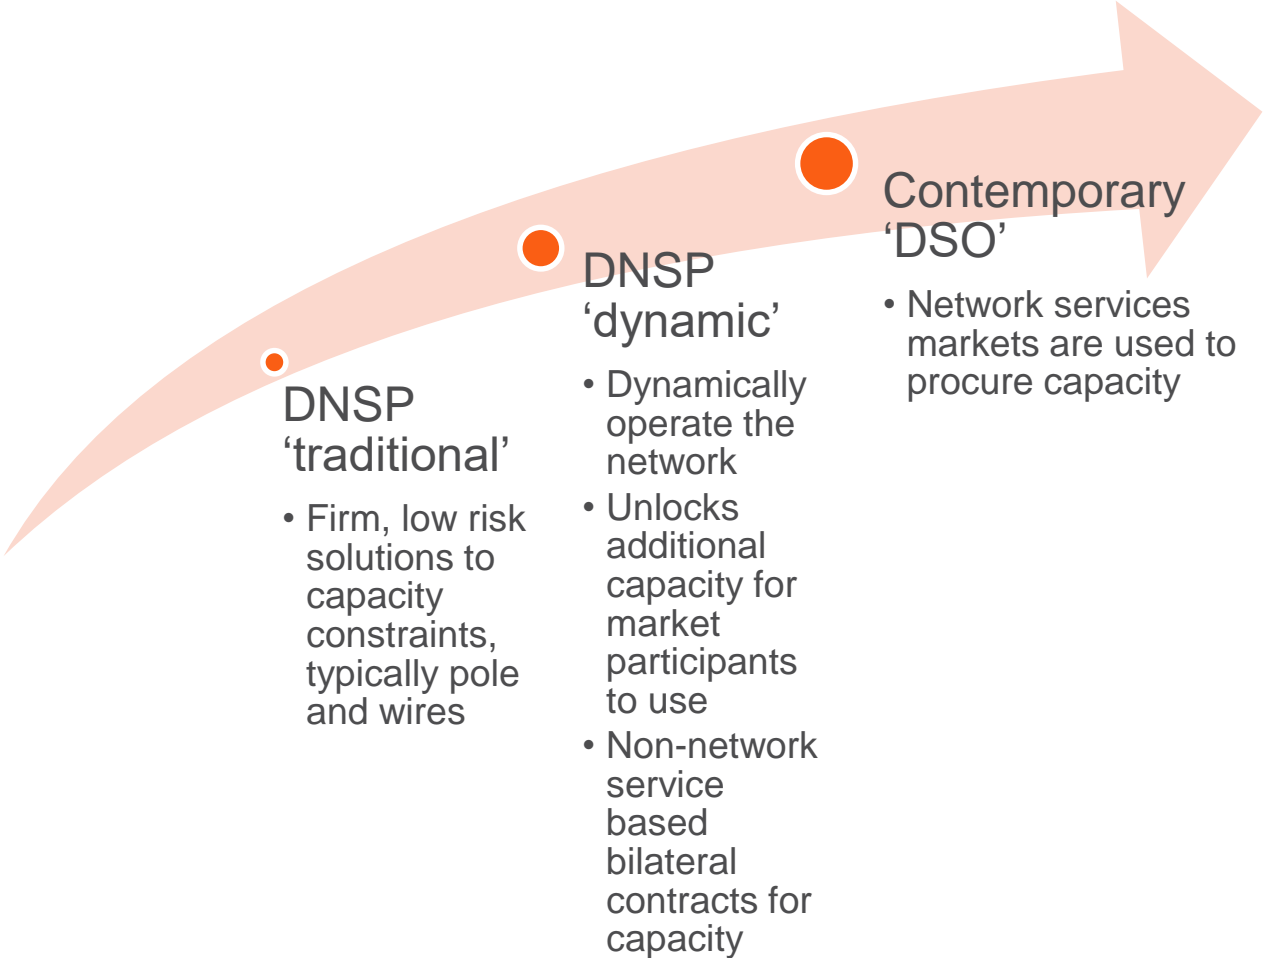 DNSP
‘traditional’
• Firm, low risk
solutions to
capacity
constraints,
typically pole
and wires
DNSP
‘dynamic’
• Dynamically
operate the
network
• Unlocks
additional
capacity for
market
participants
to use
• Non-network
service
based
bilateral
contracts for
capacity
Contemporary
‘DSO’
• Network services
markets are used to
procure capacity